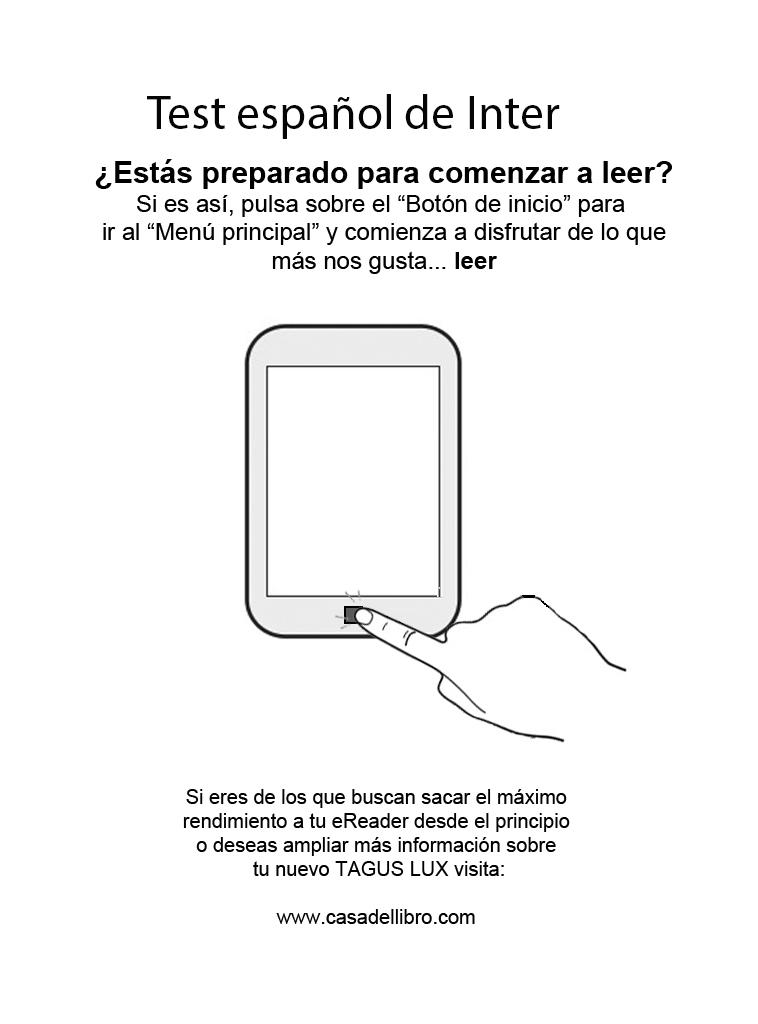 Test español de Inter
¿Estás preparado para comenzar a leer?
Si es así, pulsa sobre el “Botón de inicio” para
ir al “Menú principal” y comienza a disfrutar de lo que
más nos gusta... leer
Si eres de los que buscan sacar el máximo
rendimiento a tu eReader desde el principio
o deseas ampliar más información sobre
tu nuevo TAGUS LUX visita:
www.casadellibro.com